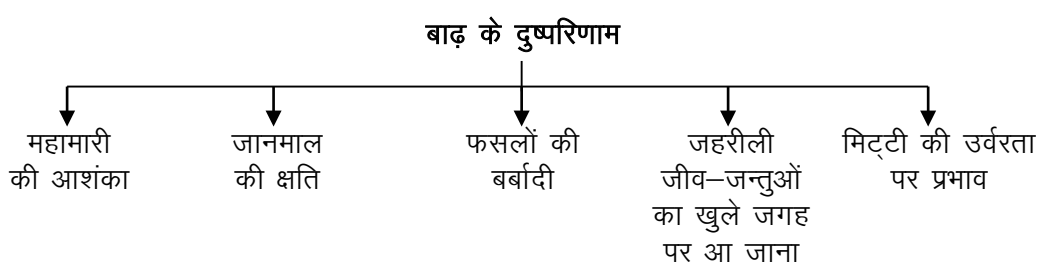 बाढ़ के दुष्परिणाम
महामारी
की आशंका
जानमाल
की क्षति
फसलों की
बर्बादी
जहरीली
जीव–जन्तुओं
का खुले जगह
पर आ जाना
मिट्टी की उर्वरता
पर प्रभाव